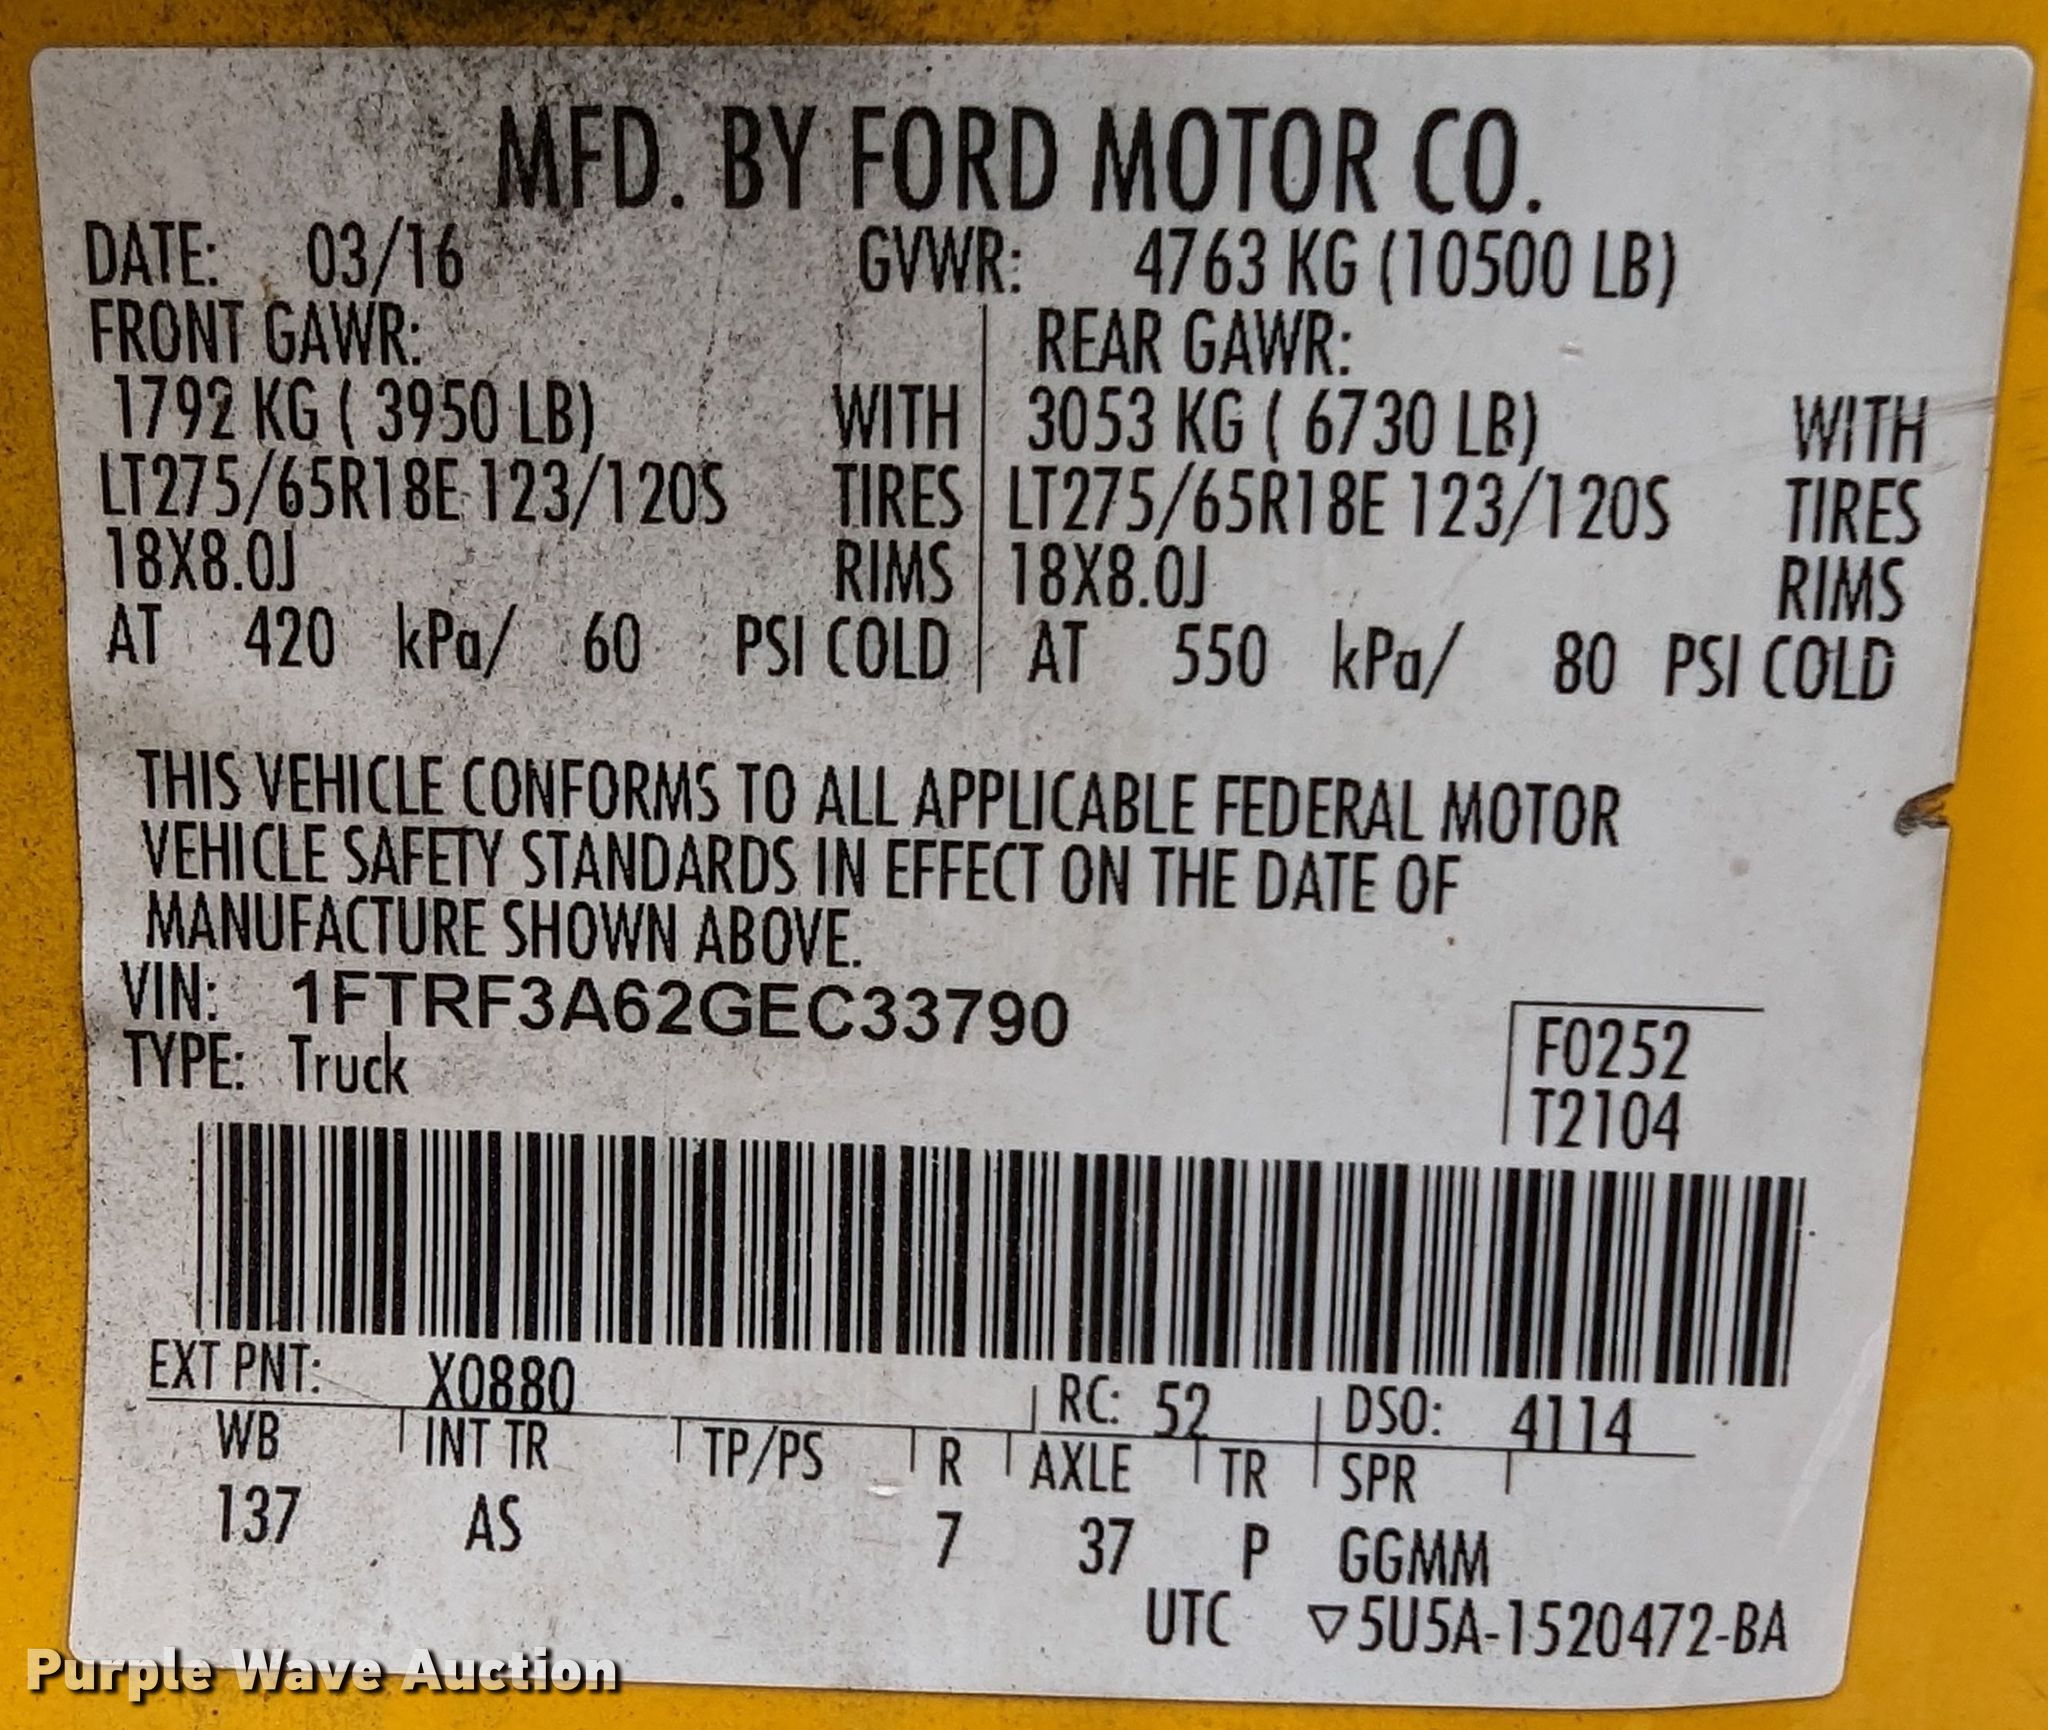 MFD. BY FORD MOTOR CO.
DATE: 03/16 GVWR: 4763 KG (10500 LB)
FRONT GAWR: REAR GAWR:
1792 KG ( 3950 LB) WITH 3053 KG ( 6730 LB) WITH
LT275/65R18E 123/120S TIRES LT275/65R18E 123/120S TIRES
18X8.0J RIMS 18X8.0J RIMS
AT 420 kPa/ 60 PSI COLD AT 550 kPa/ 80 PSI COLD
THIS VEHICLE CONFORMS TO ALL APPLICABLE FEDERAL MOTOR
VEHICLE SAFETY STANDARDS IN EFFECT ON THE DATE OF
MANUFACTURE SHOWN ABOVE.
VIN: 1FTRF3A62GEC33790
TYPE: Truck
F0252
T2104
EXT PNT: X0880 RC: 52 DSO: 4114
WB INT TR TP/PS R AXLE TR SPR
137 AS 7 37 P GGMM
UTC ▽5U5A-1520472-BA
Purple Wave Auction